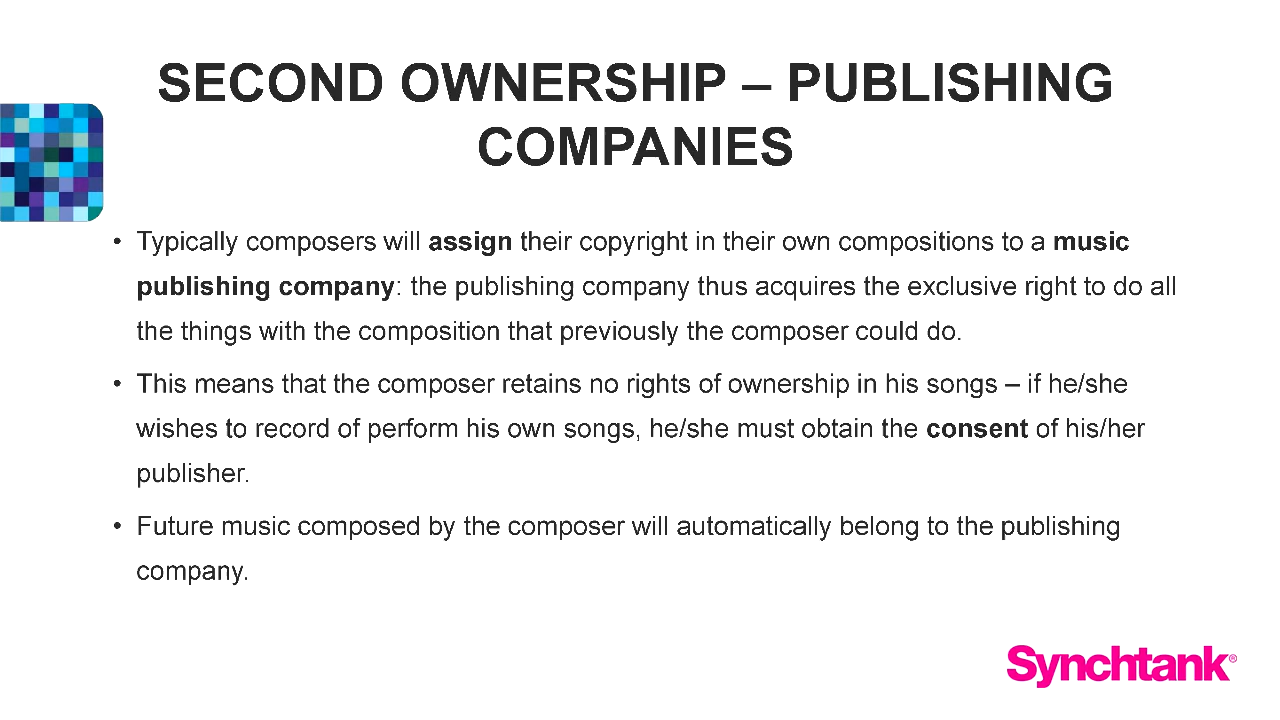 SECOND OWNERSHIP – PUBLISHING
COMPANIES
• Typically composers will assign their copyright in their own compositions to a music
publishing company: the publishing company thus acquires the exclusive right to do all
the things with the composition that previously the composer could do.
• This means that the composer retains no rights of ownership in his songs – if he/she
wishes to record of perform his own songs, he/she must obtain the consent of his/her
publisher.
• Future music composed by the composer will automatically belong to the publishing
company.
Synchtank®